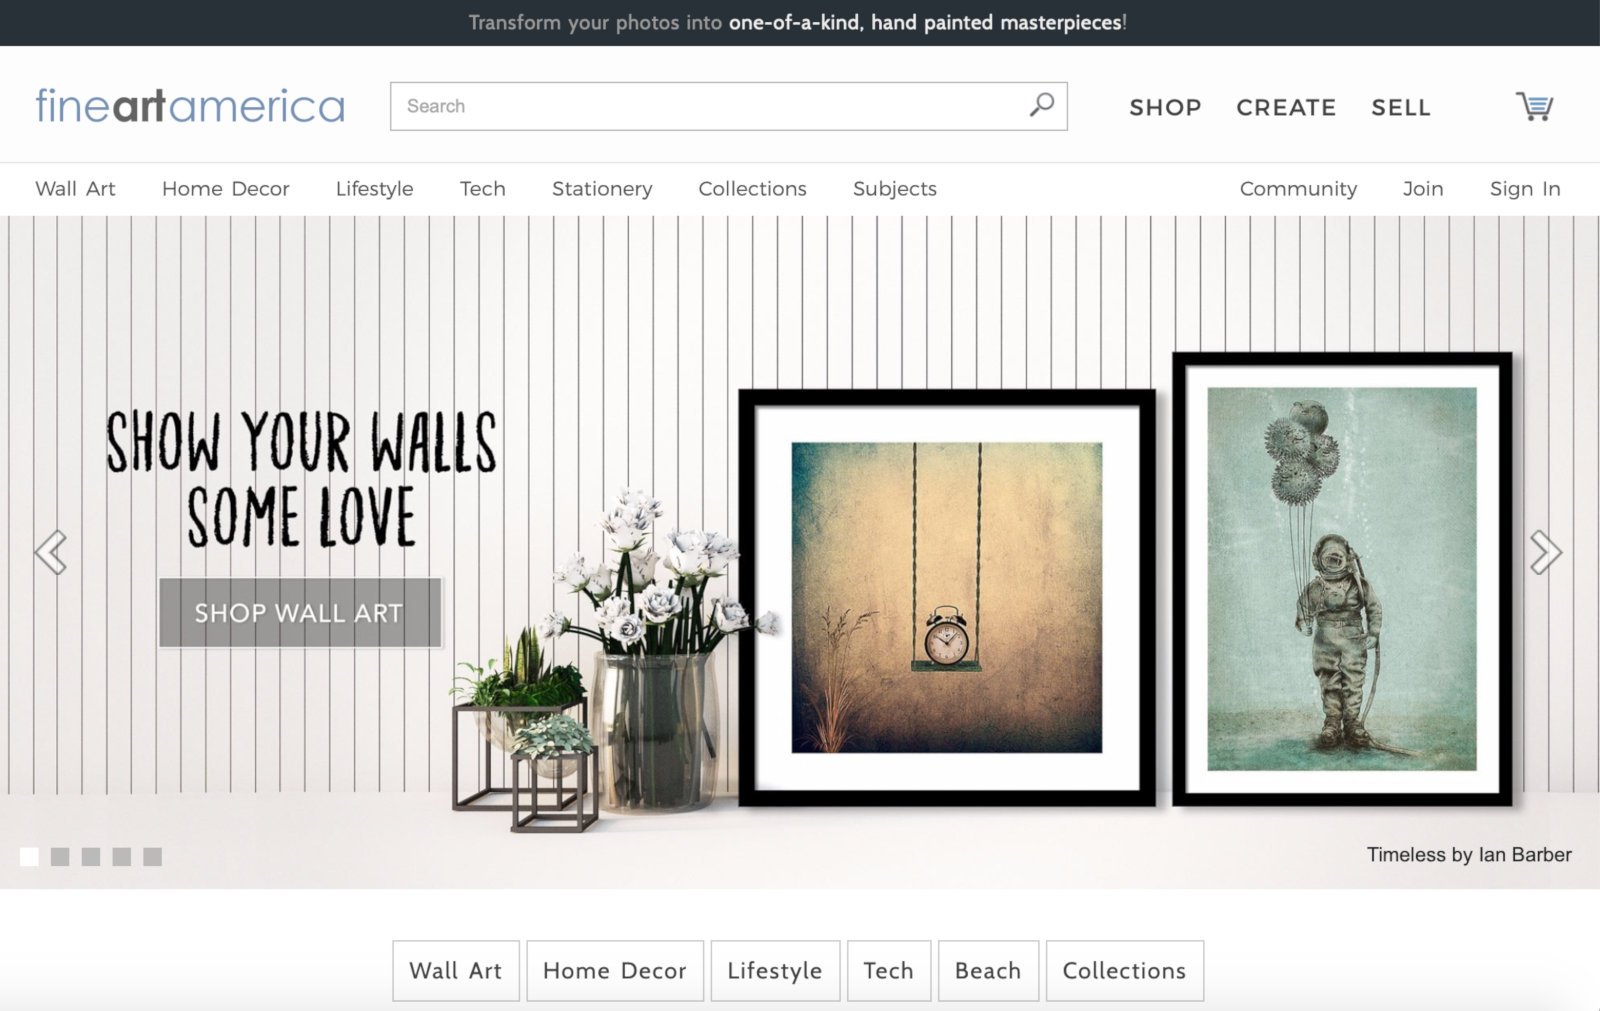 Transform your photos into one-of-a-kind, hand painted masterpieces!
fineartamerica
Search
SHOP CREATE SELL
Wall Art Home Decor Lifestyle Tech Stationery Collections Subjects Community Join Sign In
SHOW YOUR WALLS
SOME LOVE
SHOP WALL ART
Timeless by Ian Barber
Wall Art Home Decor Lifestyle Tech Beach Collections